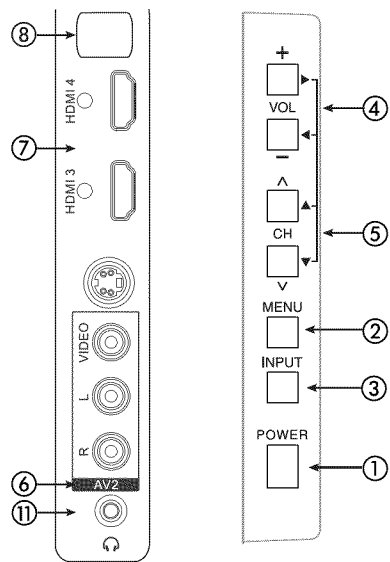 ⑧
HDMI 4
⑦
HDMI 3
VIDEO
L
R
⑥
AV2
⑪
+
VOL
④
−
∧
CH
⑤
∨
MENU
②
INPUT
③
POWER
①